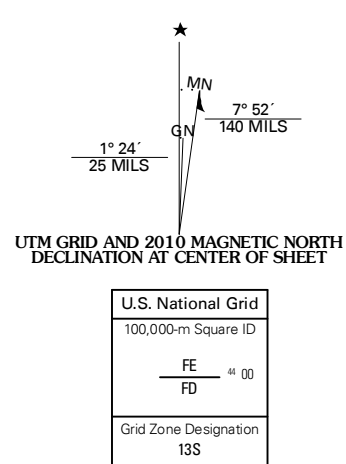 ★
MN
7° 52´
140 MILS
GN
1° 24´
25 MILS
UTM GRID AND 2010 MAGNETIC NORTH
DECLINATION AT CENTER OF SHEET
U.S. National Grid
100,000-m Square ID
FE
44 00
FD
Grid Zone Designation
13S